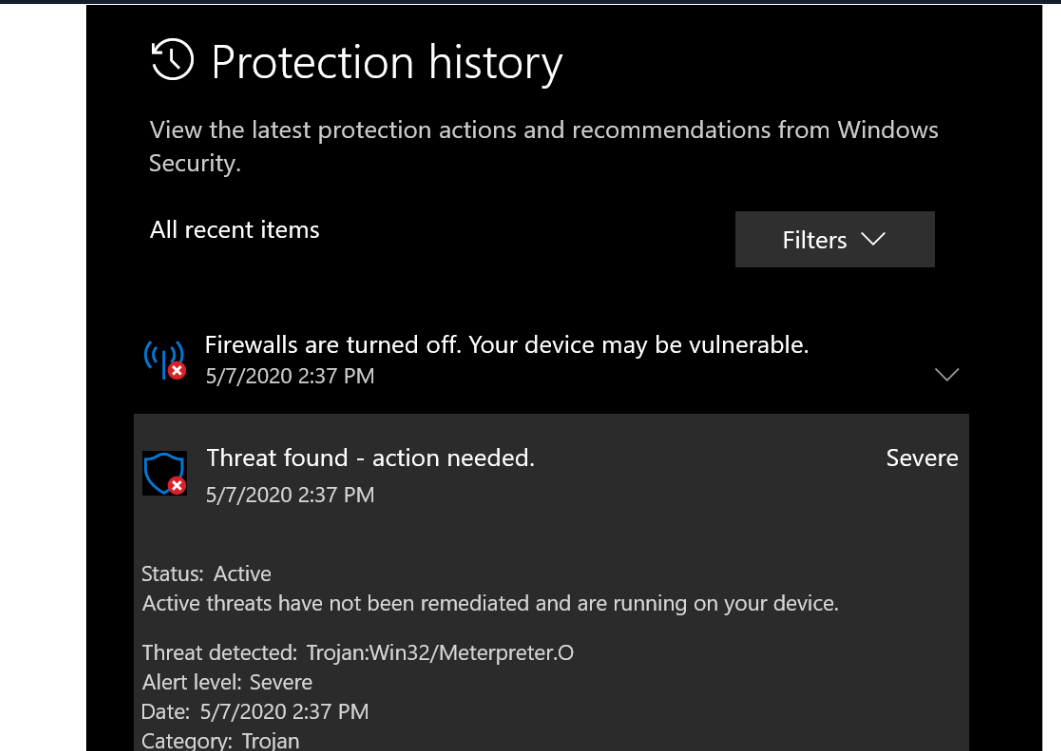 Protection history
View the latest protection actions and recommendations from Windows
Security.
All recent items
Filters
Firewalls are turned off. Your device may be vulnerable.
5/7/2020 2:37 PM
Threat found - action needed.
Severe
5/7/2020 2:37 PM
Status: Active
Active threats have not been remediated and are running on your device.
Threat detected: Trojan:Win32/Meterpreter.O
Alert level: Severe
Date: 5/7/2020 2:37 PM
Category: Trojan